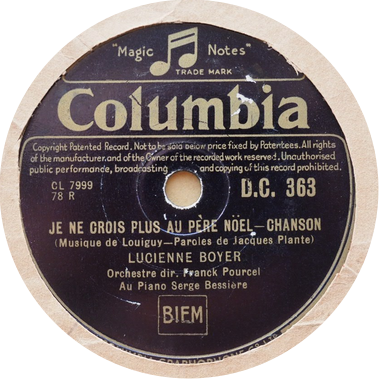 "Magic Notes"
TRADE MARK
Columbia
Copyright Patented Record. Not to be sold below price fixed by Patentees. All rights
of the manufacturer and of the Owner of the recorded work reserved. Unauthorised
public performance, broadcasting and copying of this record prohibited.
CL 7999
78 R
D.C. 363
JE NE CROIS PLUS AU PÈRE NÖEL—CHANSON
(Musique de Louiguy—Paroles de Jacques Plante)
LUCIENNE BOYER
Orchestre dir. Franck Pourcel
Au Piano Serge Bessière
BIEM